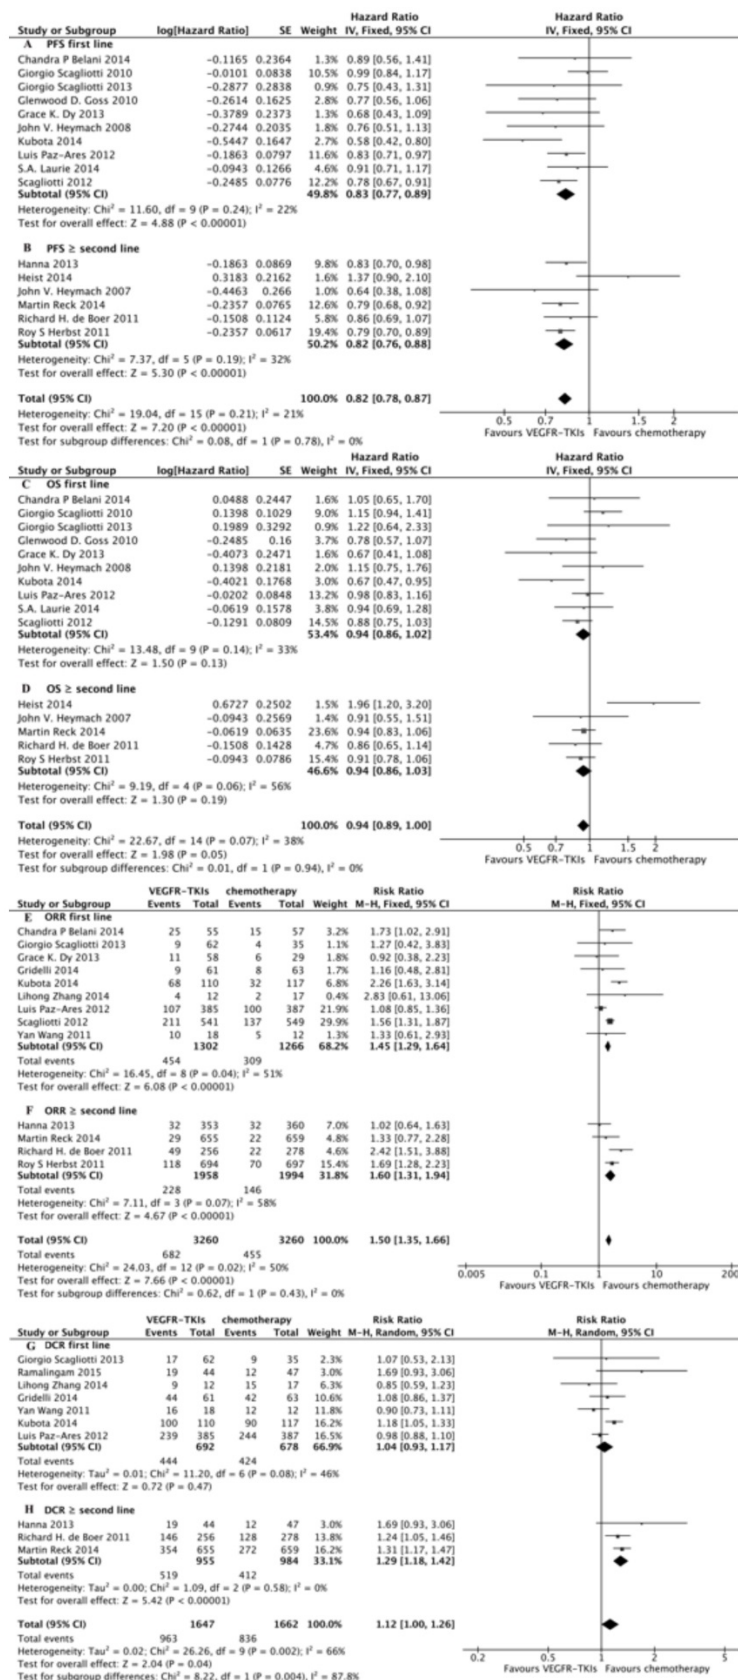 Hazard Ratio Hazard Ratio
Study or Subgroup log[Hazard Ratio] SE Weight IV, Fixed, 95% CI IV, Fixed, 95% CI
A PFS first line
Chandra P Belani 2014 -0.1165 0.2364 1.3% 0.89 [0.56, 1.41]
Giorgio Scagliotti 2010 -0.0101 0.0838 10.5% 0.99 [0.84, 1.17]
Giorgio Scagliotti 2013 -0.2877 0.2838 0.9% 0.75 [0.43, 1.31]
Glenwood D. Goss 2010 -0.2614 0.1625 2.8% 0.77 [0.56, 1.06]
Grace K. Dy 2013 -0.3789 0.2373 1.3% 0.68 [0.43, 1.09]
John V. Heymach 2008 -0.2744 0.2035 1.8% 0.76 [0.51, 1.13]
Kubota 2014 -0.5447 0.1647 2.7% 0.58 [0.42, 0.80]
Luis Paz-Ares 2012 -0.1863 0.0797 11.6% 0.83 [0.71, 0.97]
S.A. Laurie 2014 -0.0943 0.1266 4.6% 0.91 [0.71, 1.17]
Scagliotti 2012 -0.2485 0.0776 12.2% 0.78 [0.67, 0.91]
Subtotal (95% CI) 49.8% 0.83 [0.77, 0.89]
Heterogeneity: Chi² = 11.60, df = 9 (P = 0.24); I² = 22%
Test for overall effect: Z = 4.88 (P < 0.00001)
B PFS ≥ second line
Hanna 2013 -0.1863 0.0869 9.8% 0.83 [0.70, 0.98]
Heist 2014 0.3183 0.2162 1.6% 1.37 [0.90, 2.10]
John V. Heymach 2007 -0.4463 0.266 1.0% 0.64 [0.38, 1.08]
Martin Reck 2014 -0.2357 0.0765 12.6% 0.79 [0.68, 0.92]
Richard H. de Boer 2011 -0.1508 0.1124 5.8% 0.86 [0.69, 1.07]
Roy S Herbst 2011 -0.2357 0.0617 19.4% 0.79 [0.70, 0.89]
Subtotal (95% CI) 50.2% 0.82 [0.76, 0.88]
Heterogeneity: Chi² = 7.37, df = 5 (P = 0.19); I² = 32%
Test for overall effect: Z = 5.30 (P < 0.00001)
Total (95% CI) 100.0% 0.82 [0.78, 0.87]
Heterogeneity: Chi² = 19.04, df = 15 (P = 0.21); I² = 21%
Test for overall effect: Z = 7.20 (P < 0.00001)
Test for subgroup differences: Chi² = 0.08, df = 1 (P = 0.78), I² = 0%
0.5 0.7 1 1.5 2
Favours VEGFR-TKIs Favours chemotherapy
Hazard Ratio Hazard Ratio
Study or Subgroup log[Hazard Ratio] SE Weight IV, Fixed, 95% CI IV, Fixed, 95% CI
C OS first line
Chandra P Belani 2014 0.0488 0.2447 1.6% 1.05 [0.65, 1.70]
Giorgio Scagliotti 2010 0.1398 0.1029 9.0% 1.15 [0.94, 1.41]
Giorgio Scagliotti 2013 0.1989 0.3292 0.9% 1.22 [0.64, 2.33]
Glenwood D. Goss 2010 -0.2485 0.16 3.7% 0.78 [0.57, 1.07]
Grace K. Dy 2013 -0.4073 0.2471 1.6% 0.67 [0.41, 1.08]
John V. Heymach 2008 0.1398 0.2181 2.0% 1.15 [0.75, 1.76]
Kubota 2014 -0.4021 0.1768 3.0% 0.67 [0.47, 0.95]
Luis Paz-Ares 2012 -0.0202 0.0848 13.2% 0.98 [0.83, 1.16]
S.A. Laurie 2014 -0.0619 0.1578 3.8% 0.94 [0.69, 1.28]
Scagliotti 2012 -0.1291 0.0809 14.5% 0.88 [0.75, 1.03]
Subtotal (95% CI) 53.4% 0.94 [0.86, 1.02]
Heterogeneity: Chi² = 13.48, df = 9 (P = 0.14); I² = 33%
Test for overall effect: Z = 1.50 (P = 0.13)
D OS ≥ second line
Heist 2014 0.6727 0.2502 1.5% 1.96 [1.20, 3.20]
John V. Heymach 2007 -0.0943 0.2569 1.4% 0.91 [0.55, 1.51]
Martin Reck 2014 -0.0619 0.0635 23.6% 0.94 [0.83, 1.06]
Richard H. de Boer 2011 -0.1508 0.1428 4.7% 0.86 [0.65, 1.14]
Roy S Herbst 2011 -0.0943 0.0786 15.4% 0.91 [0.78, 1.06]
Subtotal (95% CI) 46.6% 0.94 [0.86, 1.03]
Heterogeneity: Chi² = 9.19, df = 4 (P = 0.06); I² = 56%
Test for overall effect: Z = 1.30 (P = 0.19)
Total (95% CI) 100.0% 0.94 [0.89, 1.00]
Heterogeneity: Chi² = 22.67, df = 14 (P = 0.07); I² = 38%
Test for overall effect: Z = 1.98 (P = 0.05)
Test for subgroup differences: Chi² = 0.01, df = 1 (P = 0.94), I² = 0%
0.5 0.7 1 1.5 2
Favours VEGFR-TKIs Favours chemotherapy
VEGFR-TKIs chemotherapy Risk Ratio Risk Ratio
Study or Subgroup Events Total Events Total Weight M-H, Fixed, 95% CI M-H, Fixed, 95% CI
E ORR first line
Chandra P Belani 2014 25 55 15 57 3.2% 1.73 [1.02, 2.91]
Giorgio Scagliotti 2013 9 62 4 35 1.1% 1.27 [0.42, 3.83]
Grace K. Dy 2013 11 58 6 29 1.8% 0.92 [0.38, 2.23]
Gridelli 2014 9 61 8 63 1.7% 1.16 [0.48, 2.81]
Kubota 2014 68 110 32 117 6.8% 2.26 [1.63, 3.14]
Lihong Zhang 2014 4 12 2 17 0.4% 2.83 [0.61, 13.06]
Luis Paz-Ares 2012 107 385 100 387 21.9% 1.08 [0.85, 1.36]
Scagliotti 2012 211 541 137 549 29.9% 1.56 [1.31, 1.87]
Yan Wang 2011 10 18 5 12 1.3% 1.33 [0.61, 2.93]
Subtotal (95% CI) 1302 1266 68.2% 1.45 [1.29, 1.64]
Total events 454 309
Heterogeneity: Chi² = 16.45, df = 8 (P = 0.04); I² = 51%
Test for overall effect: Z = 6.08 (P < 0.00001)
F ORR ≥ second line
Hanna 2013 32 353 32 360 7.0% 1.02 [0.64, 1.63]
Martin Reck 2014 29 655 22 659 4.8% 1.33 [0.77, 2.28]
Richard H. de Boer 2011 49 256 22 278 4.6% 2.42 [1.51, 3.88]
Roy S Herbst 2011 118 694 70 697 15.4% 1.69 [1.28, 2.23]
Subtotal (95% CI) 1958 1994 31.8% 1.60 [1.31, 1.94]
Total events 228 146
Heterogeneity: Chi² = 7.11, df = 3 (P = 0.07); I² = 58%
Test for overall effect: Z = 4.67 (P < 0.00001)
Total (95% CI) 3260 3260 100.0% 1.50 [1.35, 1.66]
Total events 682 455
Heterogeneity: Chi² = 24.03, df = 12 (P = 0.02); I² = 50%
Test for overall effect: Z = 7.66 (P < 0.00001)
Test for subgroup differences: Chi² = 0.62, df = 1 (P = 0.43), I² = 0%
0.005 0.1 1 10 200
Favours VEGFR-TKIs Favours chemotherapy
VEGFR-TKIs chemotherapy Risk Ratio Risk Ratio
Study or Subgroup Events Total Events Total Weight M-H, Random, 95% CI M-H, Random, 95% CI
G DCR first line
Giorgio Scagliotti 2013 17 62 9 35 2.3% 1.07 [0.53, 2.13]
Ramalingam 2015 19 44 12 47 3.0% 1.69 [0.93, 3.06]
Lihong Zhang 2014 9 12 15 17 7.0% 0.85 [0.59, 1.23]
Gridelli 2014 44 61 42 63 10.6% 1.08 [0.86, 1.37]
Yan Wang 2011 16 18 12 12 11.8% 0.90 [0.73, 1.11]
Kubota 2014 100 110 90 117 16.2% 1.18 [1.05, 1.33]
Luis Paz-Ares 2012 239 385 244 387 16.5% 0.98 [0.88, 1.10]
Subtotal (95% CI) 692 678 66.9% 1.04 [0.93, 1.17]
Total events 444 424
Heterogeneity: Tau² = 0.01; Chi² = 11.20, df = 6 (P = 0.08); I² = 46%
Test for overall effect: Z = 0.72 (P = 0.47)
H DCR ≥ second line
Hanna 2013 19 44 12 47 3.0% 1.69 [0.93, 3.06]
Richard H. de Boer 2011 146 256 128 278 13.8% 1.24 [1.05, 1.46]
Martin Reck 2014 354 655 272 659 16.2% 1.31 [1.17, 1.47]
Subtotal (95% CI) 955 984 33.1% 1.29 [1.18, 1.42]
Total events 519 412
Heterogeneity: Tau² = 0.00; Chi² = 1.09, df = 2 (P = 0.58); I² = 0%
Test for overall effect: Z = 5.42 (P < 0.00001)
Total (95% CI) 1647 1662 100.0% 1.12 [1.00, 1.26]
Total events 963 836
Heterogeneity: Tau² = 0.02; Chi² = 26.26, df = 9 (P = 0.002); I² = 66%
Test for overall effect: Z = 2.04 (P = 0.04)
Test for subgroup differences: Chi² = 8.22, df = 1 (P = 0.004), I² = 87.8%
0.2 0.5 1 2 5
Favours VEGFR-TKIs Favours chemotherapy